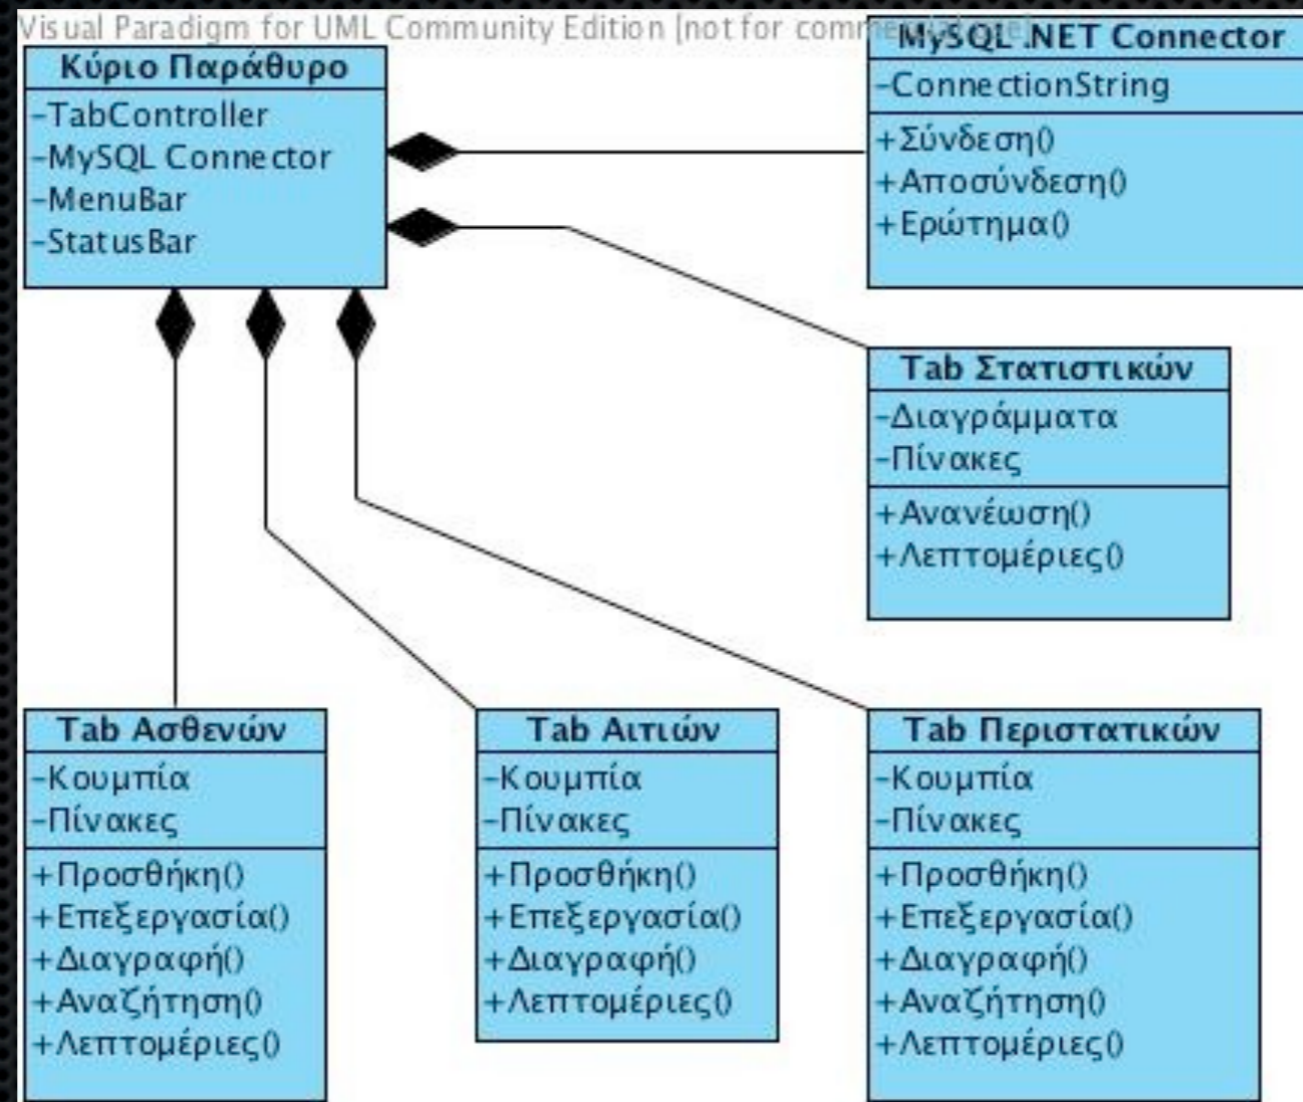 Visual Paradigm for UML Community Edition [not for commercial use]
Κύριο Παράθυρο
-TabController
-MySQL Connector
-MenuBar
-StatusBar
MySQL .NET Connector
-ConnectionString
+Σύνδεση()
+Αποσύνδεση()
+Ερώτημα()
Tab Στατιστικών
-Διαγράμματα
-Πίνακες
+Ανανέωση()
+Λεπτομέριες()
Tab Ασθενών
-Κουμπία
-Πίνακες
+Προσθήκη()
+Επεξεργασία()
+Διαγραφή()
+Αναζήτηση()
+Λεπτομέριες()
Tab Αιτιών
-Κουμπία
-Πίνακες
+Προσθήκη()
+Επεξεργασία()
+Διαγραφή()
+Λεπτομέριες()
Tab Περιστατικών
-Κουμπία
-Πίνακες
+Προσθήκη()
+Επεξεργασία()
+Διαγραφή()
+Αναζήτηση()
+Λεπτομέριες()